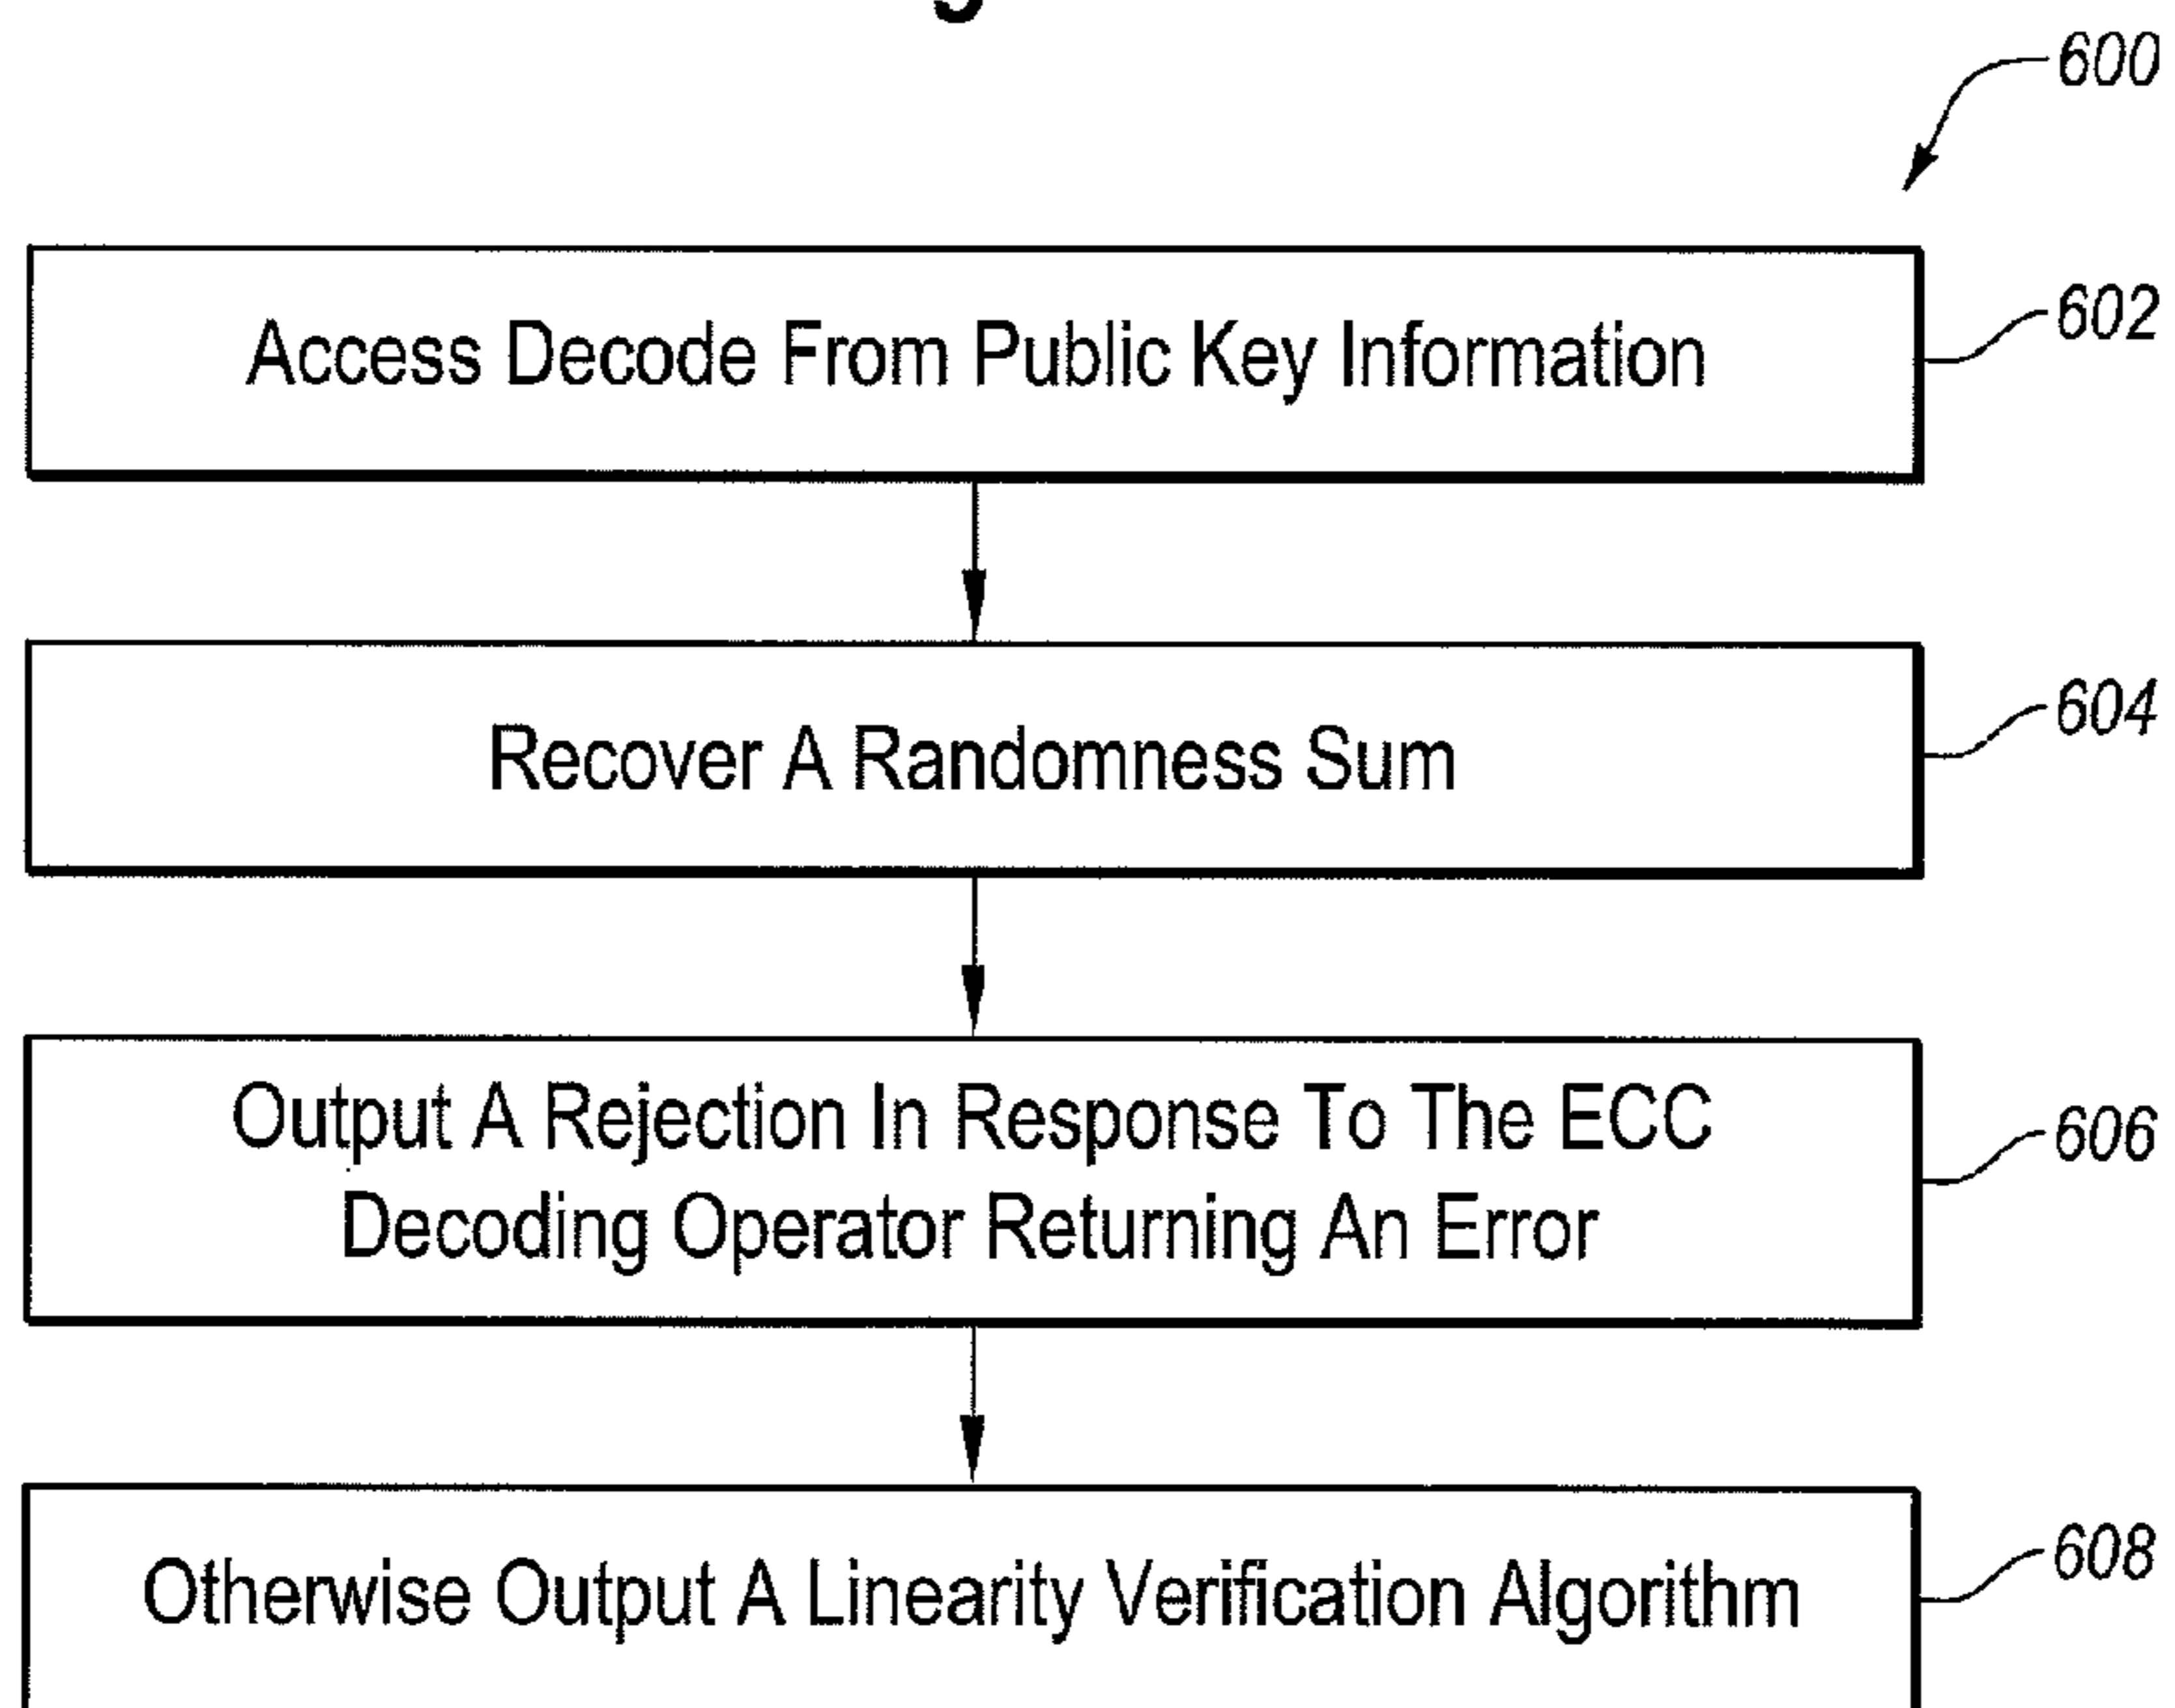 600
Access Decode From Public Key Information
602
Recover A Randomness Sum
604
Output A Rejection In Response To The ECC
Decoding Operator Returning An Error
606
Otherwise Output A Linearity Verification Algorithm
608